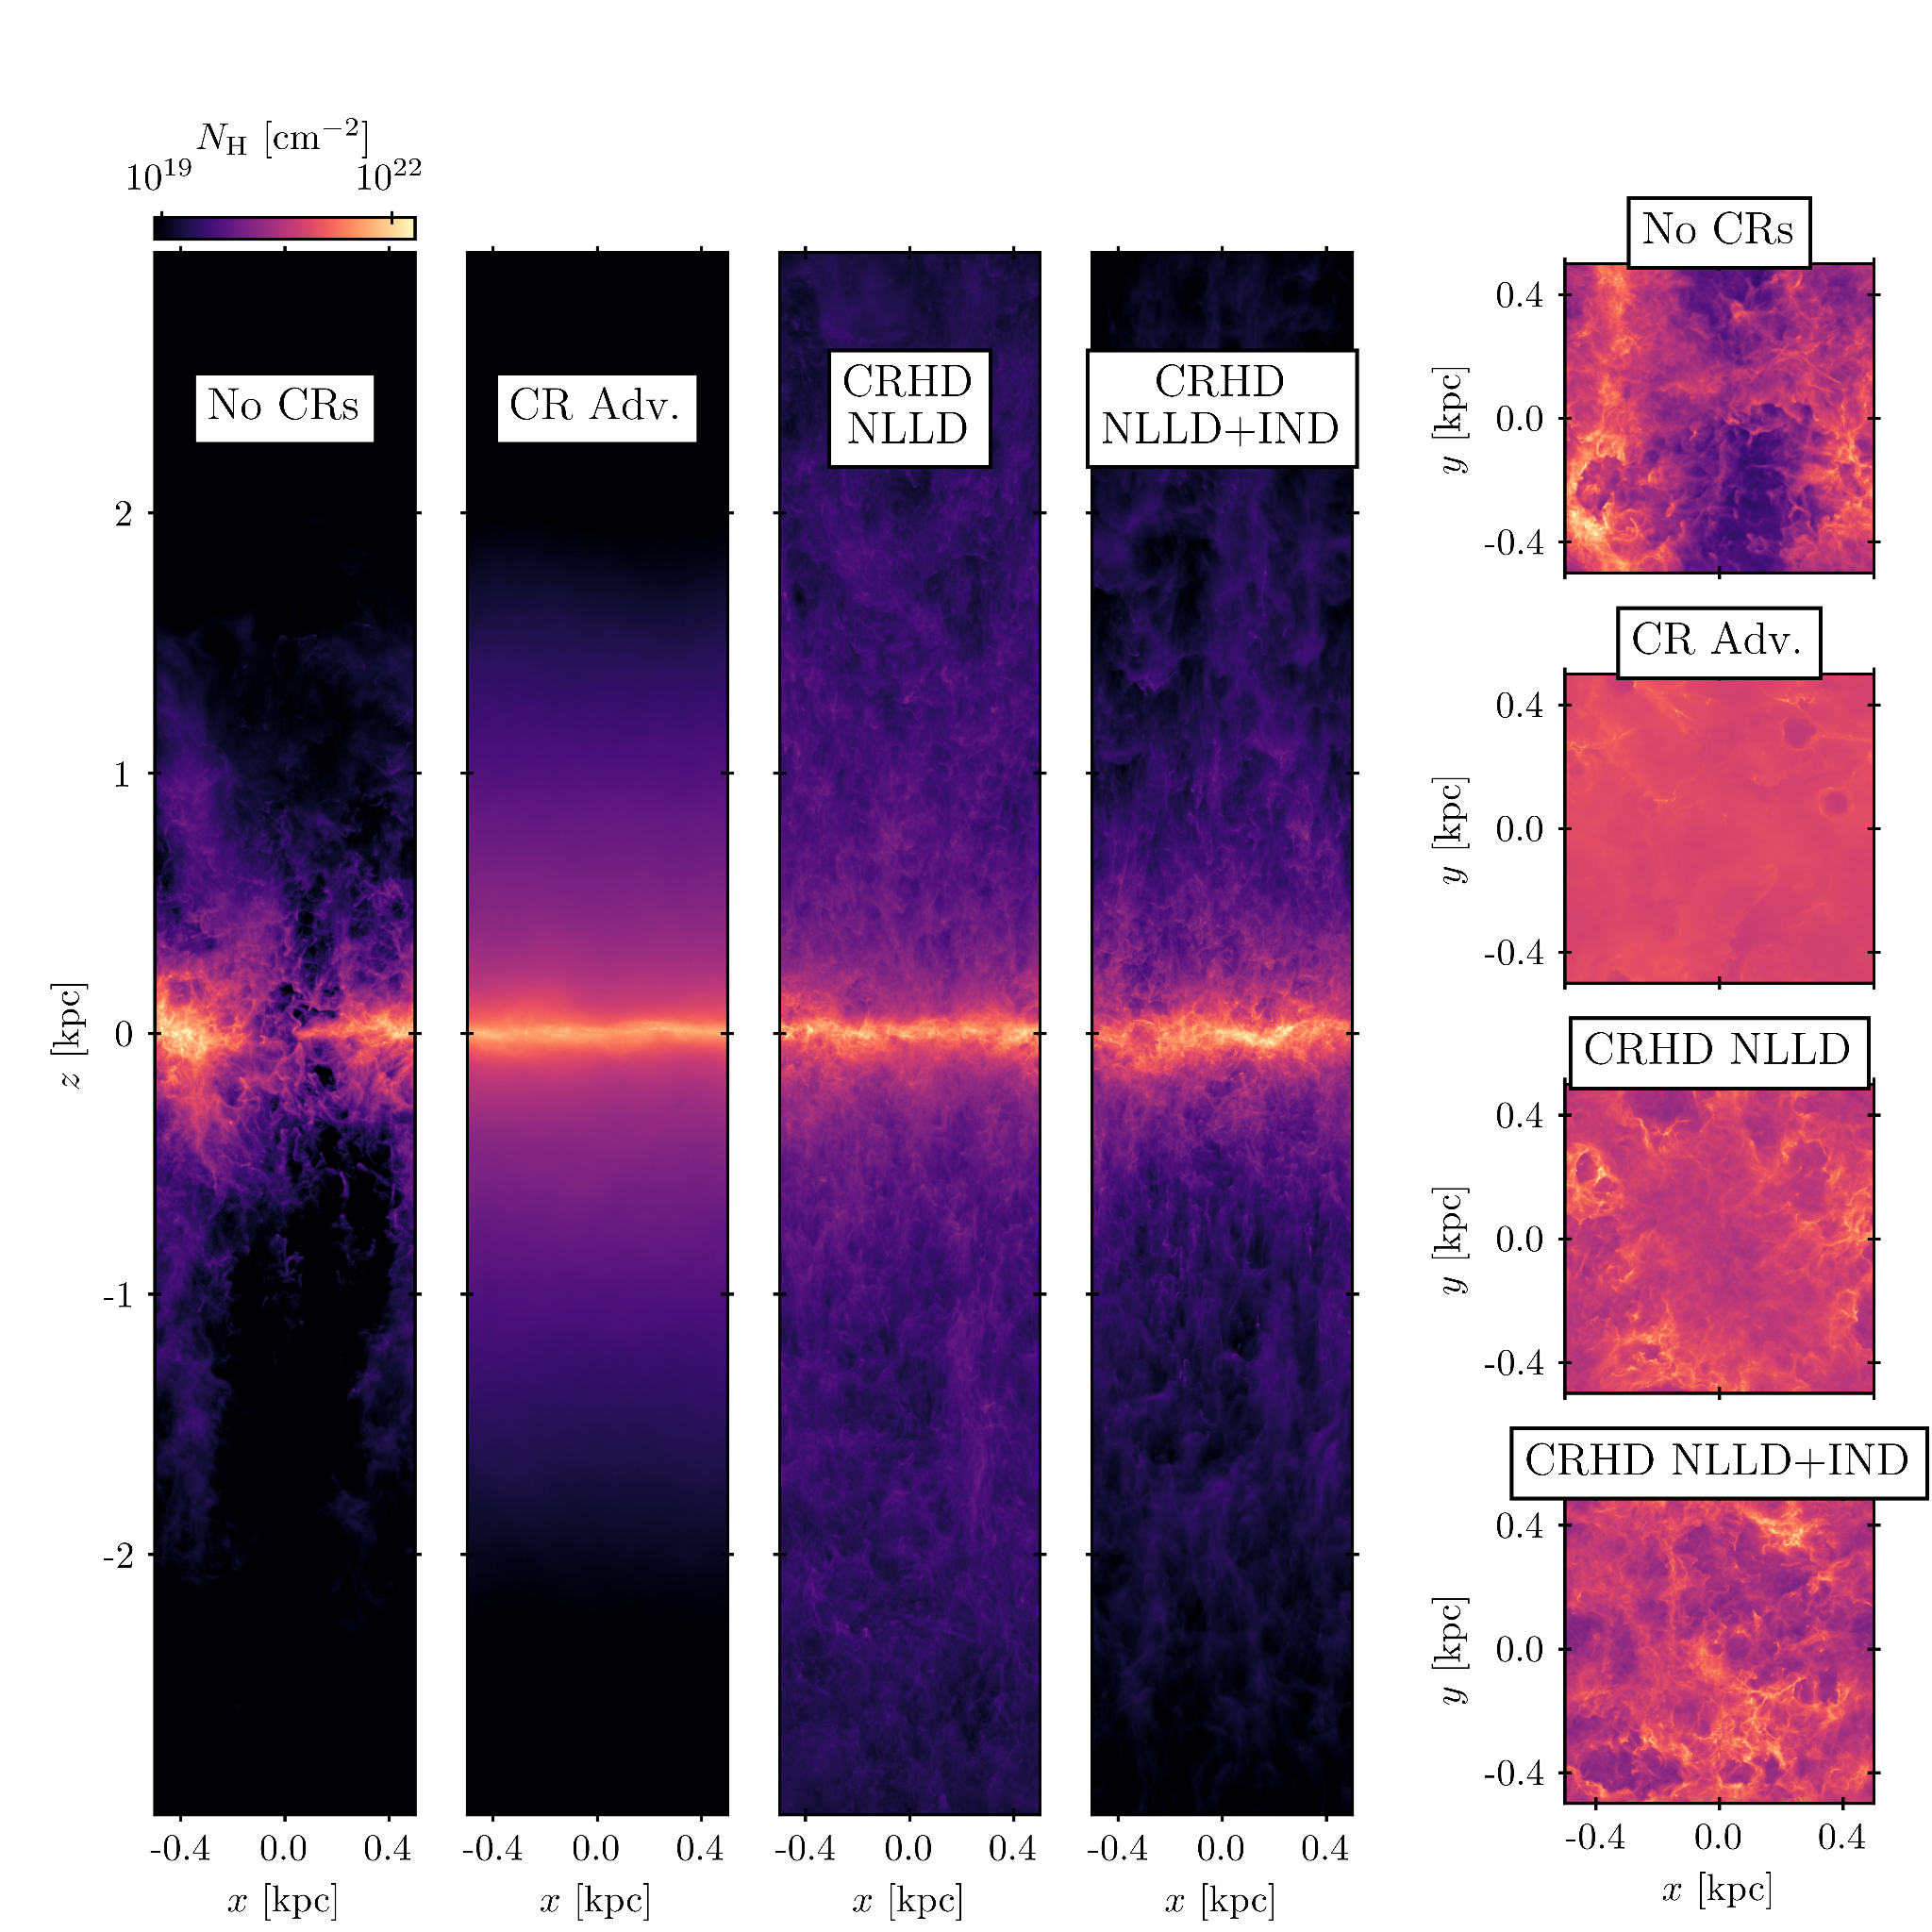 N_H [cm^−2]
10^19 10^22
No CRs
CR Adv.
CRHD
NLLD
CRHD
NLLD+IND
z [kpc]
2
1
0
-1
-2
-0.4 0.0 0.4
x [kpc]
-0.4 0.0 0.4
x [kpc]
-0.4 0.0 0.4
x [kpc]
-0.4 0.0 0.4
x [kpc]
No CRs
y [kpc]
0.4
0.0
-0.4
CR Adv.
y [kpc]
0.4
0.0
-0.4
CRHD NLLD
y [kpc]
0.4
0.0
-0.4
CRHD NLLD+IND
y [kpc]
0.4
0.0
-0.4
-0.4 0.0 0.4
x [kpc]